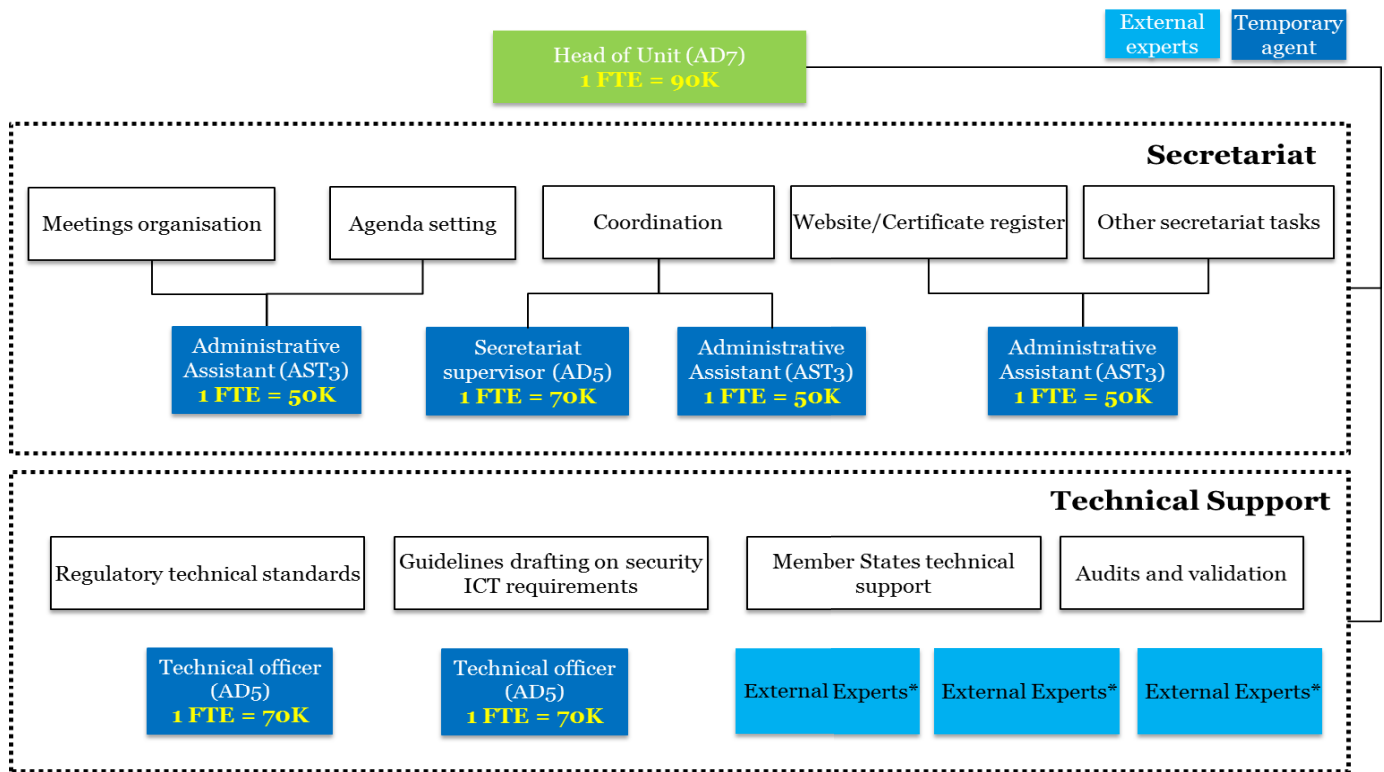 External
experts
Temporary
agent
Head of Unit (AD7)
1 FTE = 90K
Secretariat
Meetings organisation
Agenda setting
Coordination
Website/Certificate register
Other secretariat tasks
Administrative
Assistant (AST3)
1 FTE = 50K
Secretariat
supervisor (AD5)
1 FTE = 70K
Administrative
Assistant (AST3)
1 FTE = 50K
Administrative
Assistant (AST3)
1 FTE = 50K
Technical Support
Regulatory technical standards
Guidelines drafting on security
ICT requirements
Member States technical
support
Audits and validation
Technical officer
(AD5)
1 FTE = 70K
Technical officer
(AD5)
1 FTE = 70K
External Experts*
External Experts*
External Experts*